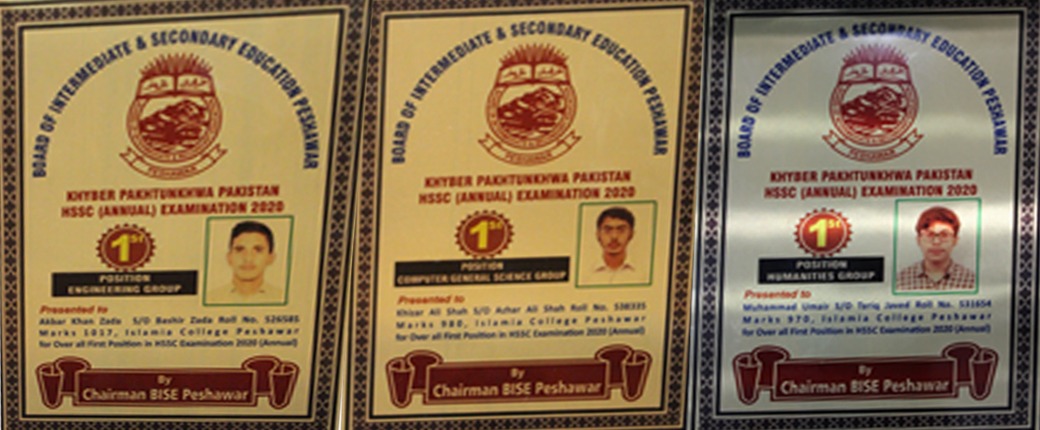 BOARD OF INTERMEDIATE & SECONDARY EDUCATION PESHAWAR
PESHAWAR
KHYBER PAKHTUNKHWA PAKISTAN
HSSC (ANNUAL) EXAMINATION 2020
1st
POSITION
ENGINEERING GROUP
Presented to
Akbar Khan Zada S/O Bashir Zada Roll No. 526585
Marks 1017, Islamia College Peshawar
for Over all First Position in HSSC Examination 2020 (Annual)
By
Chairman BISE Peshawar
BOARD OF INTERMEDIATE & SECONDARY EDUCATION PESHAWAR
PESHAWAR
KHYBER PAKHTUNKHWA PAKISTAN
HSSC (ANNUAL) EXAMINATION 2020
1st
POSITION
COMPUTER/GENERAL SCIENCE GROUP
Presented to
Khizar Ali Shah S/O Azhar Ali Shah Roll No.
Marks 980, Islamia College Peshawar
for Over all First Position in HSSC Examination 2020 (Annual)
By
Chairman BISE Peshawar
BOARD OF INTERMEDIATE & SECONDARY EDUCATION PESHAWAR
PESHAWAR
KHYBER PAKHTUNKHWA PAKISTAN
HSSC (ANNUAL) EXAMINATION 2020
1st
POSITION
HUMANITIES GROUP
Presented to
Muhammad Umair S/O Tariq Javed Roll No. 531654
Marks 970, Islamia College Peshawar
for Over all First Position in HSSC Examination 2020 (Annual)
By
Chairman BISE Peshawar